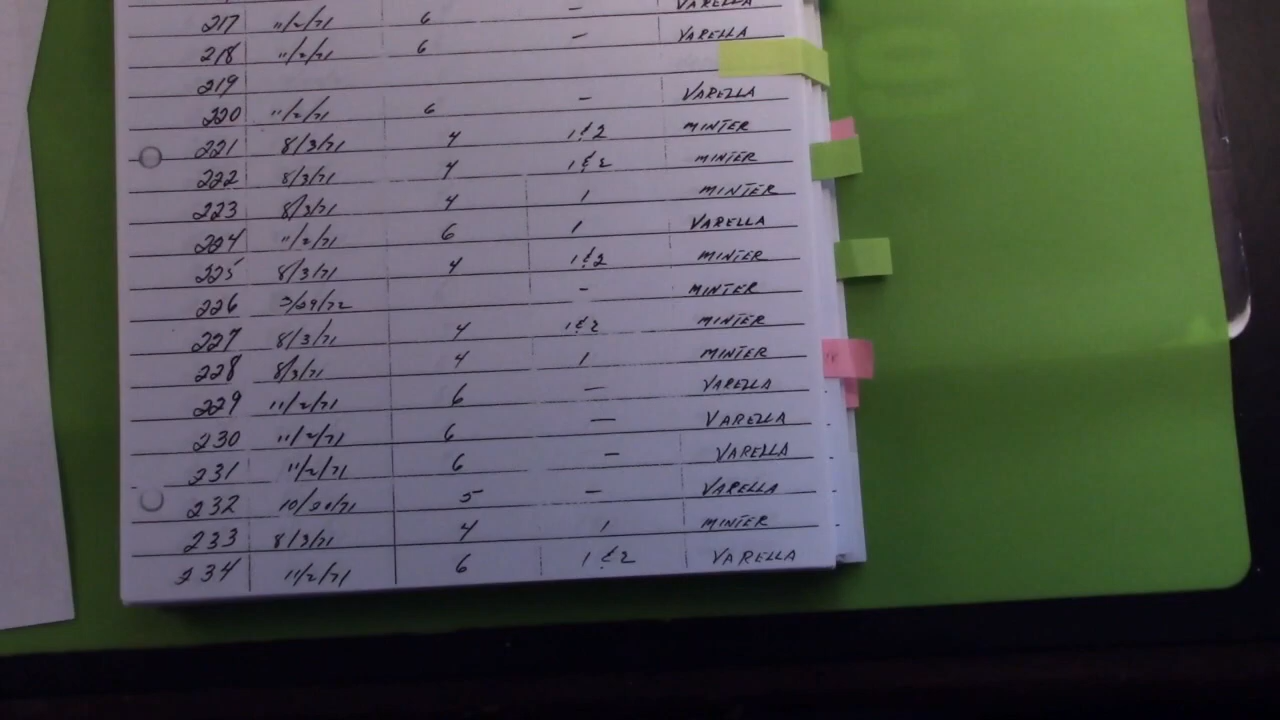 217 11/2/71 6 — VARELLA
218 11/2/71 6 — VARELLA
219
220 11/2/71 6 — VARELLA
221 8/3/71 4 1&2 MINTER
222 8/3/71 4 1&2 MINTER
223 8/3/71 4 1 MINTER
224 11/2/71 6 1 VARELLA
225 8/3/71 4 1&2 MINTER
226 3/29/72 — MINTER
227 8/3/71 4 1&2 MINTER
228 8/3/71 4 1 MINTER
229 11/2/71 6 — VARELLA
230 11/2/71 6 — VARELLA
231 11/2/71 6 — VARELLA
232 10/20/71 5 — VARELLA
233 8/3/71 4 1 MINTER
234 11/2/71 6 1&2 VARELLA